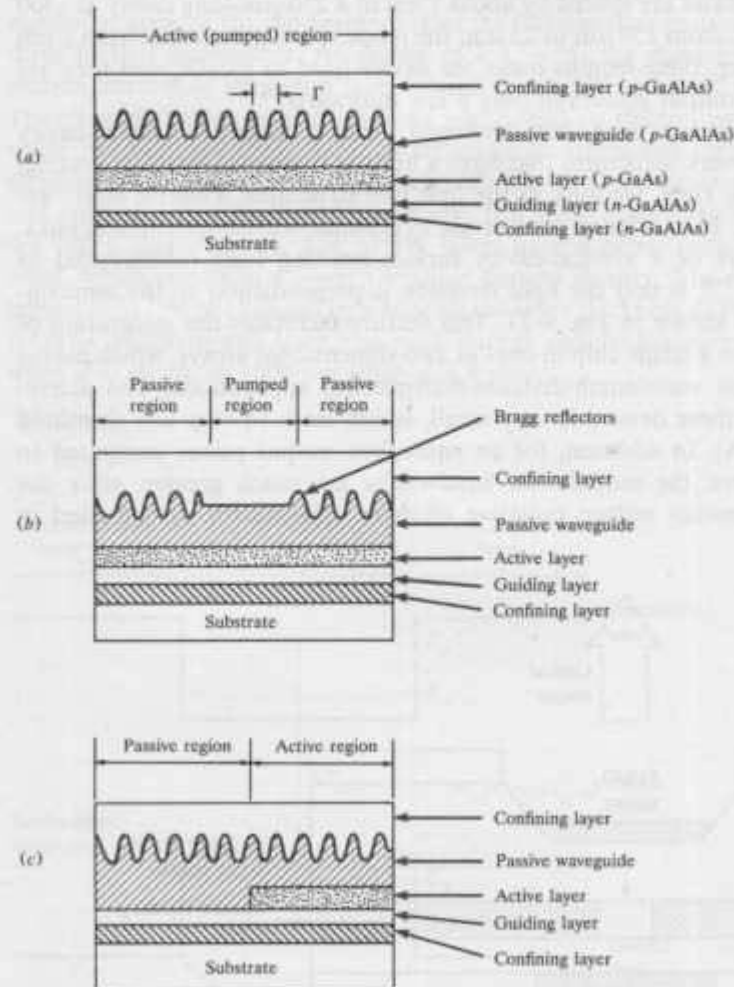 Active (pumped) region
Γ
Confining layer (p-GaAlAs)
(a)
Passive waveguide (p-GaAlAs)
Active layer (p-GaAs)
Guiding layer (n-GaAlAs)
Confining layer (n-GaAlAs)
Substrate
Passive region
Pumped region
Passive region
Bragg reflectors
Confining layer
(b)
Passive waveguide
Active layer
Guiding layer
Confining layer
Substrate
Passive region
Active region
Confining layer
(c)
Passive waveguide
Active layer
Guiding layer
Confining layer
Substrate